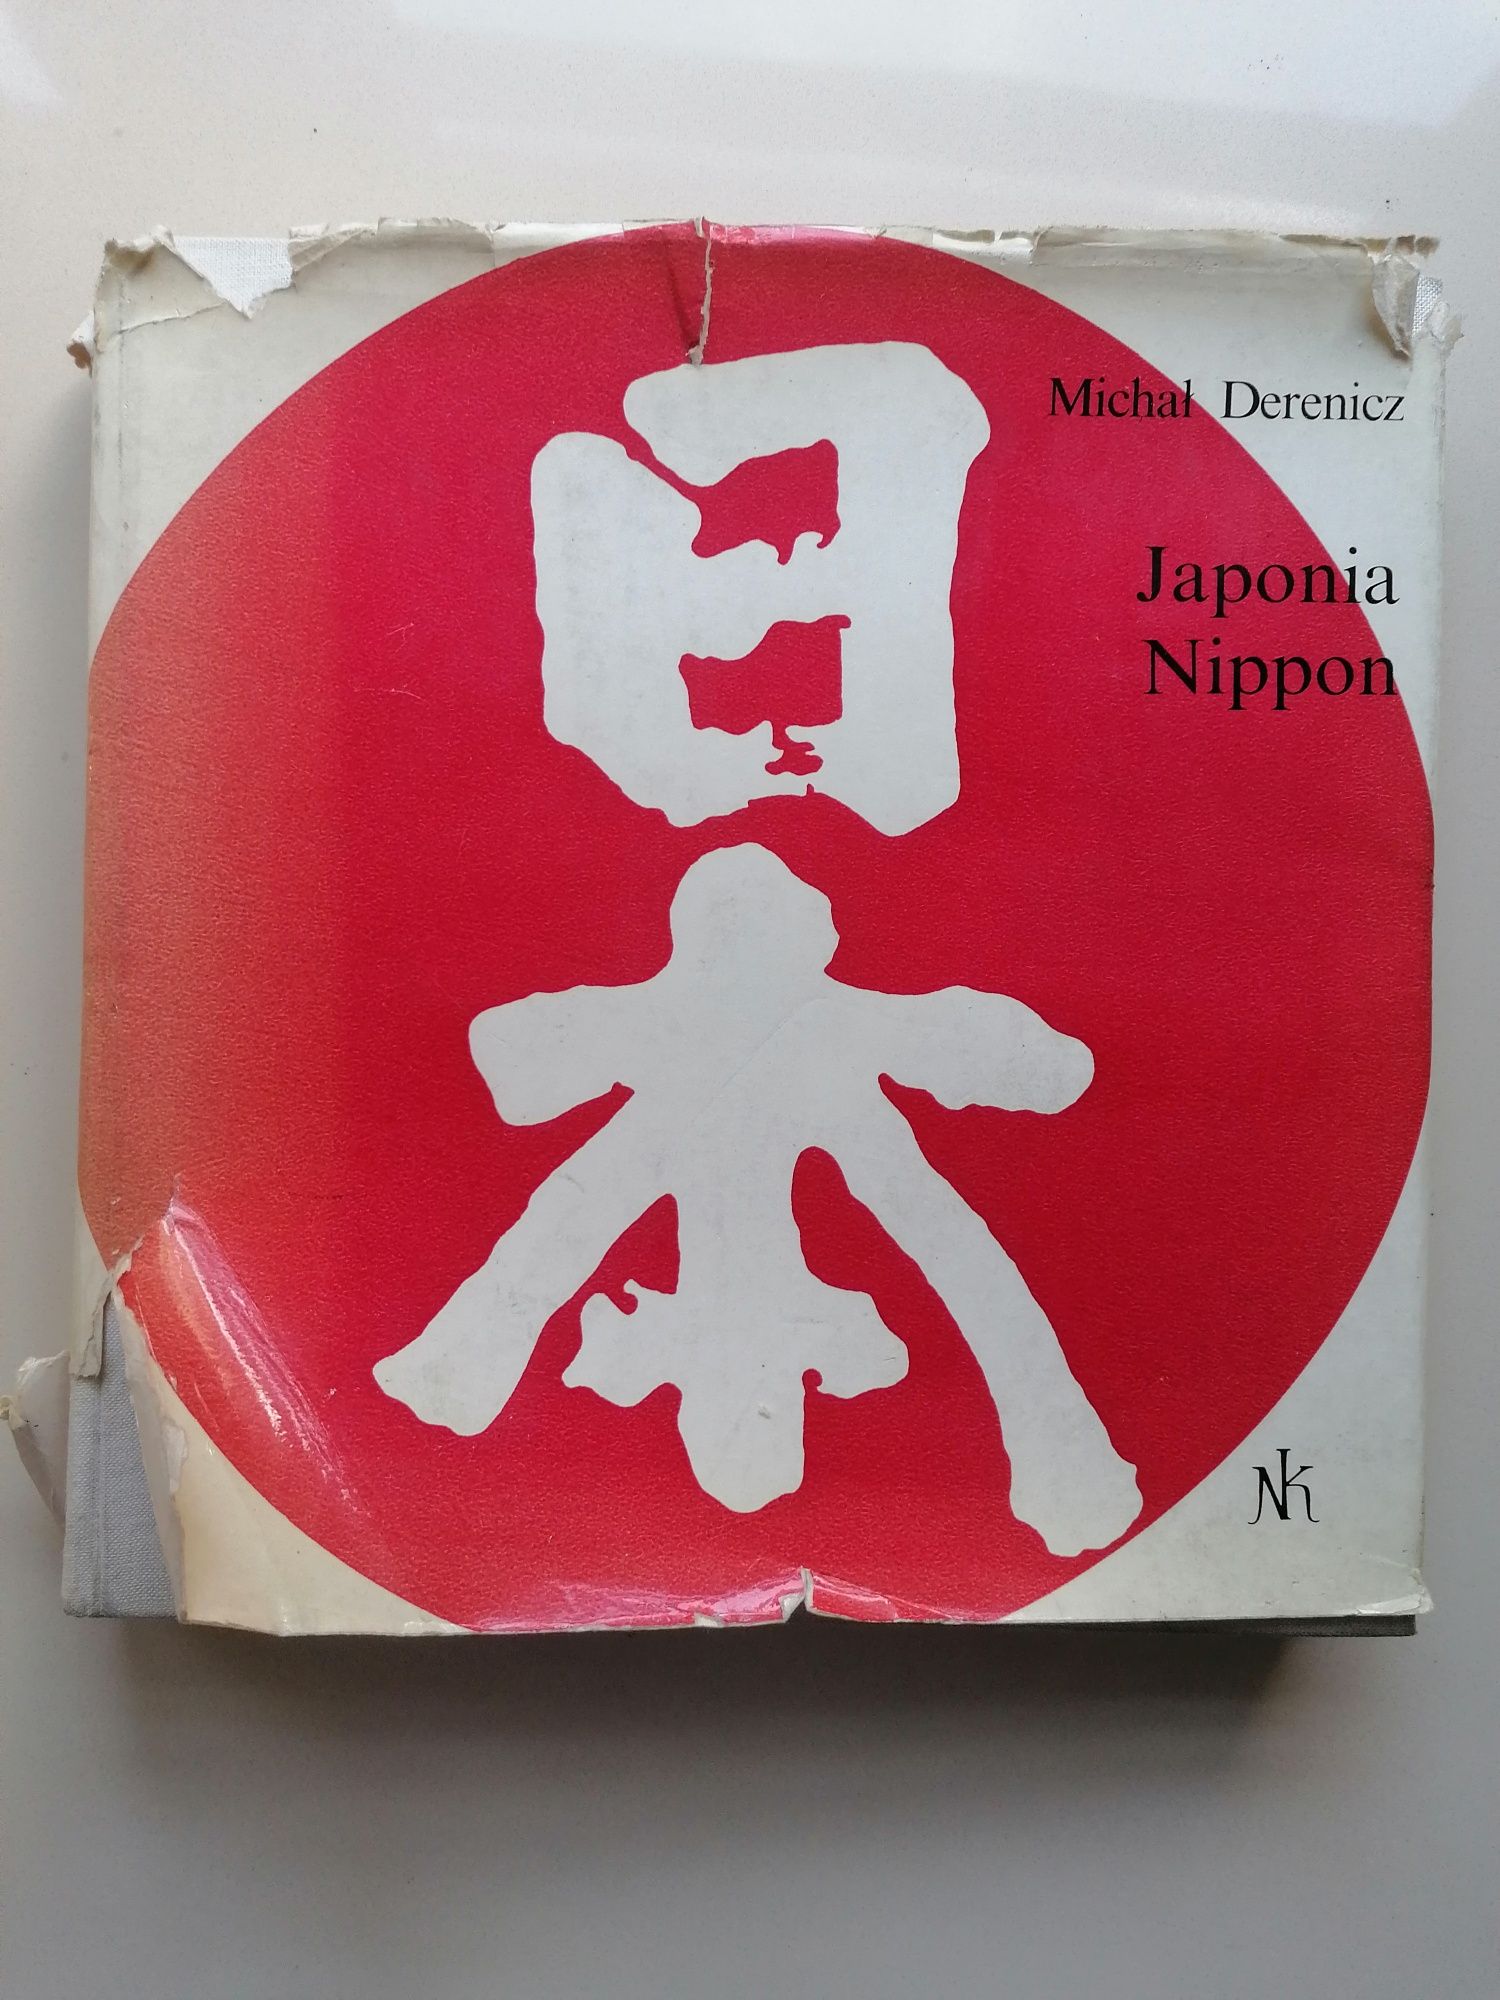 日本
Michał Derenicz
Japonia
Nippon
NK